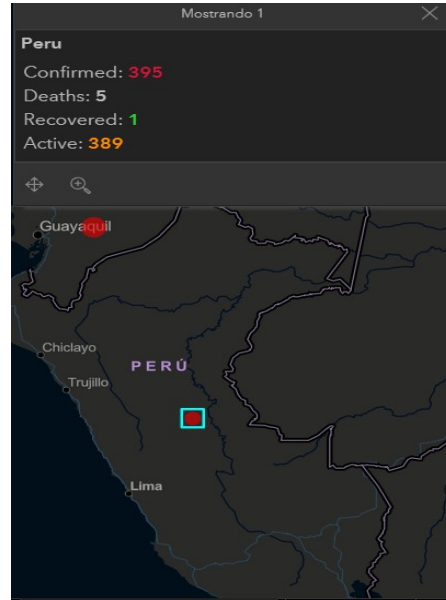 Mostrando 1
Peru
Confirmed: 395
Deaths: 5
Recovered: 1
Active: 389
Guayaquil
Chiclayo
PERÚ
Trujillo
Lima